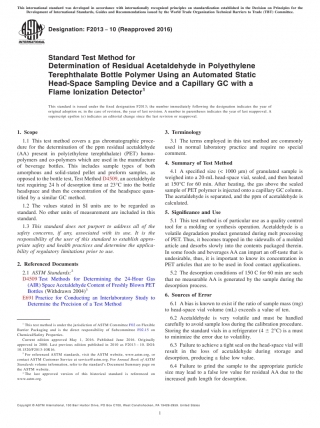 This international standard was developed in accordance with internationally recognized principles on standardization established in the Decision on Principles for the
Development of International Standards, Guides and Recommendations issued by the World Trade Organization Technical Barriers to Trade (TBT) Committee.
Designation: F2013 − 10 (Reapproved 2016)
Standard Test Method for
Determination of Residual Acetaldehyde in Polyethylene
Terephthalate Bottle Polymer Using an Automated Static
Head-Space Sampling Device and a Capillary GC with a
Flame Ionization Detector1
This standard is issued under the fixed designation F2013; the number immediately following the designation indicates the year of
original adoption or, in the case of revision, the year of last revision. A number in parentheses indicates the year of last reapproval. A
superscript epsilon (ε) indicates an editorial change since the last revision or reapproval.
1. Scope
1.1 This test method covers a gas chromatographic proce-
dure for the determination of the ppm residual acetaldehyde
(AA) present in poly(ethylene terephthalate) (PET) homo-
polymers and co-polymers which are used in the manufacture
of beverage bottles. This includes sample types of both
amorphous and solid-stated pellet and preform samples, as
opposed to the bottle test, Test Method D4509, an acetaldehyde
test requiring 24 h of desorption time at 23°C into the bottle
headspace and then the concentration of the headspace quan-
tified by a similar GC method.
1.2 The values stated in SI units are to be regarded as
standard. No other units of measurement are included in this
standard.
1.3 This standard does not purport to address all of the
safety concerns, if any, associated with its use. It is the
responsibility of the user of this standard to establish appro-
priate safety and health practices and determine the applica-
bility of regulatory limitations prior to use.
2. Referenced Documents
2.1 ASTM Standards:2
D4509 Test Methods for Determining the 24-Hour Gas
(AIR) Space Acetaldehyde Content of Freshly Blown PET
Bottles (Withdrawn 2004)3
E691 Practice for Conducting an Interlaboratory Study to
Determine the Precision of a Test Method
1 This test method is under the jurisdiction of ASTM Committee F02 on Flexible
Barrier Packaging and is the direct responsibility of Subcommittee
Chemical/Safety Properties.
Current edition approved May 1, 2016. Published June 2016. Originally
approved in 2000. Last previous edition approved in 2010 as F2013 – 10. DOI:
2 For referenced ASTM standards, visit the ASTM website, www.astm.org, or
contact ASTM Customer Service at service@astm.org. For Annual Book of ASTM
Standards volume information, refer to the standard's Document Summary page on
the ASTM website.
3 The last approved version of this historical standard is referenced on
www.astm.org.
3. Terminology
3.1 The terms employed in this test method are commonly
used in normal laboratory practice and require no special
comment.
4. Summary of Test Method
4.1 A specified size (< 1000 µm) of granulated sample is
weighed into a 20 mL head-space vial, sealed, and then heated
at 150°C for 60 min. After heating, the gas above the sealed
sample of PET polymer is injected onto a capillary GC column.
The acetaldehyde is separated, and the ppm of acetaldehyde is
calculated.
5. Significance and Use
5.1 This test method is of particular use as a quality control
tool for a molding or synthesis operation. Acetaldehyde is a
volatile degradation product generated during melt processing
of PET. Thus, it becomes trapped in the sidewalls of a molded
article and desorbs slowly into the contents packaged therein.
In some foods and beverages AA can impart an off-taste that is
undesirable, thus, it is important to know its concentration in
PET articles that are to be used in food contact applications.
5.2 The desorption conditions of 150°C for 60 min are such
that no measurable AA is generated by the sample during the
desorption process.
6. Sources of Error
6.1 A bias is known to exist if the ratio of sample mass (mg)
to head-space vial volume (mL) exceeds a value of ten.
6.2 Acetaldehyde is very volatile and must be handled
carefully to avoid sample loss during the calibration procedure.
Storing the standard vials in a refrigerator (4 ± 2°C) is a must
to minimize the error due to volatility.
6.3 Failure to achieve a tight seal on the head-space vial will
result in the loss of acetaldehyde during storage and
desorption, producing a false low value.
6.4 Failure to grind the sample to the appropriate particle
size may lead to a false low value for residual AA due to the
increased path length for desorption.
Copyright © ASTM International, 100 Barr Harbor Drive, PO Box C700, West Conshohocken, PA 19428-2959. United States
1